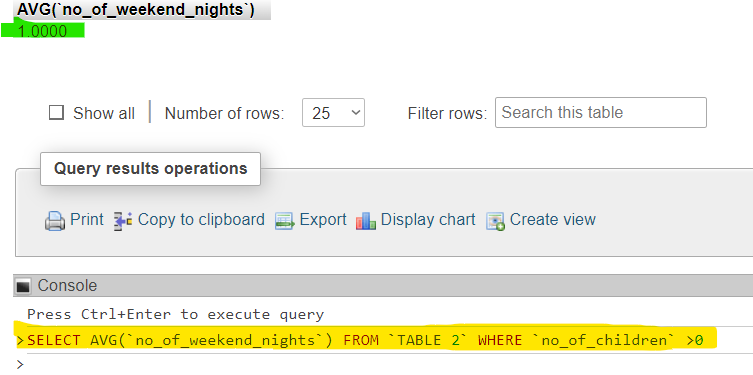 AVG(`no_of_weekend_nights`)
1.0000
Show all Number of rows: 25 Filter rows: Search this table
Query results operations
Print Copy to clipboard Export Display chart Create view
Console
Press Ctrl+Enter to execute query
>SELECT AVG(`no_of_weekend_nights`) FROM `TABLE 2` WHERE `no_of_children` >0
>